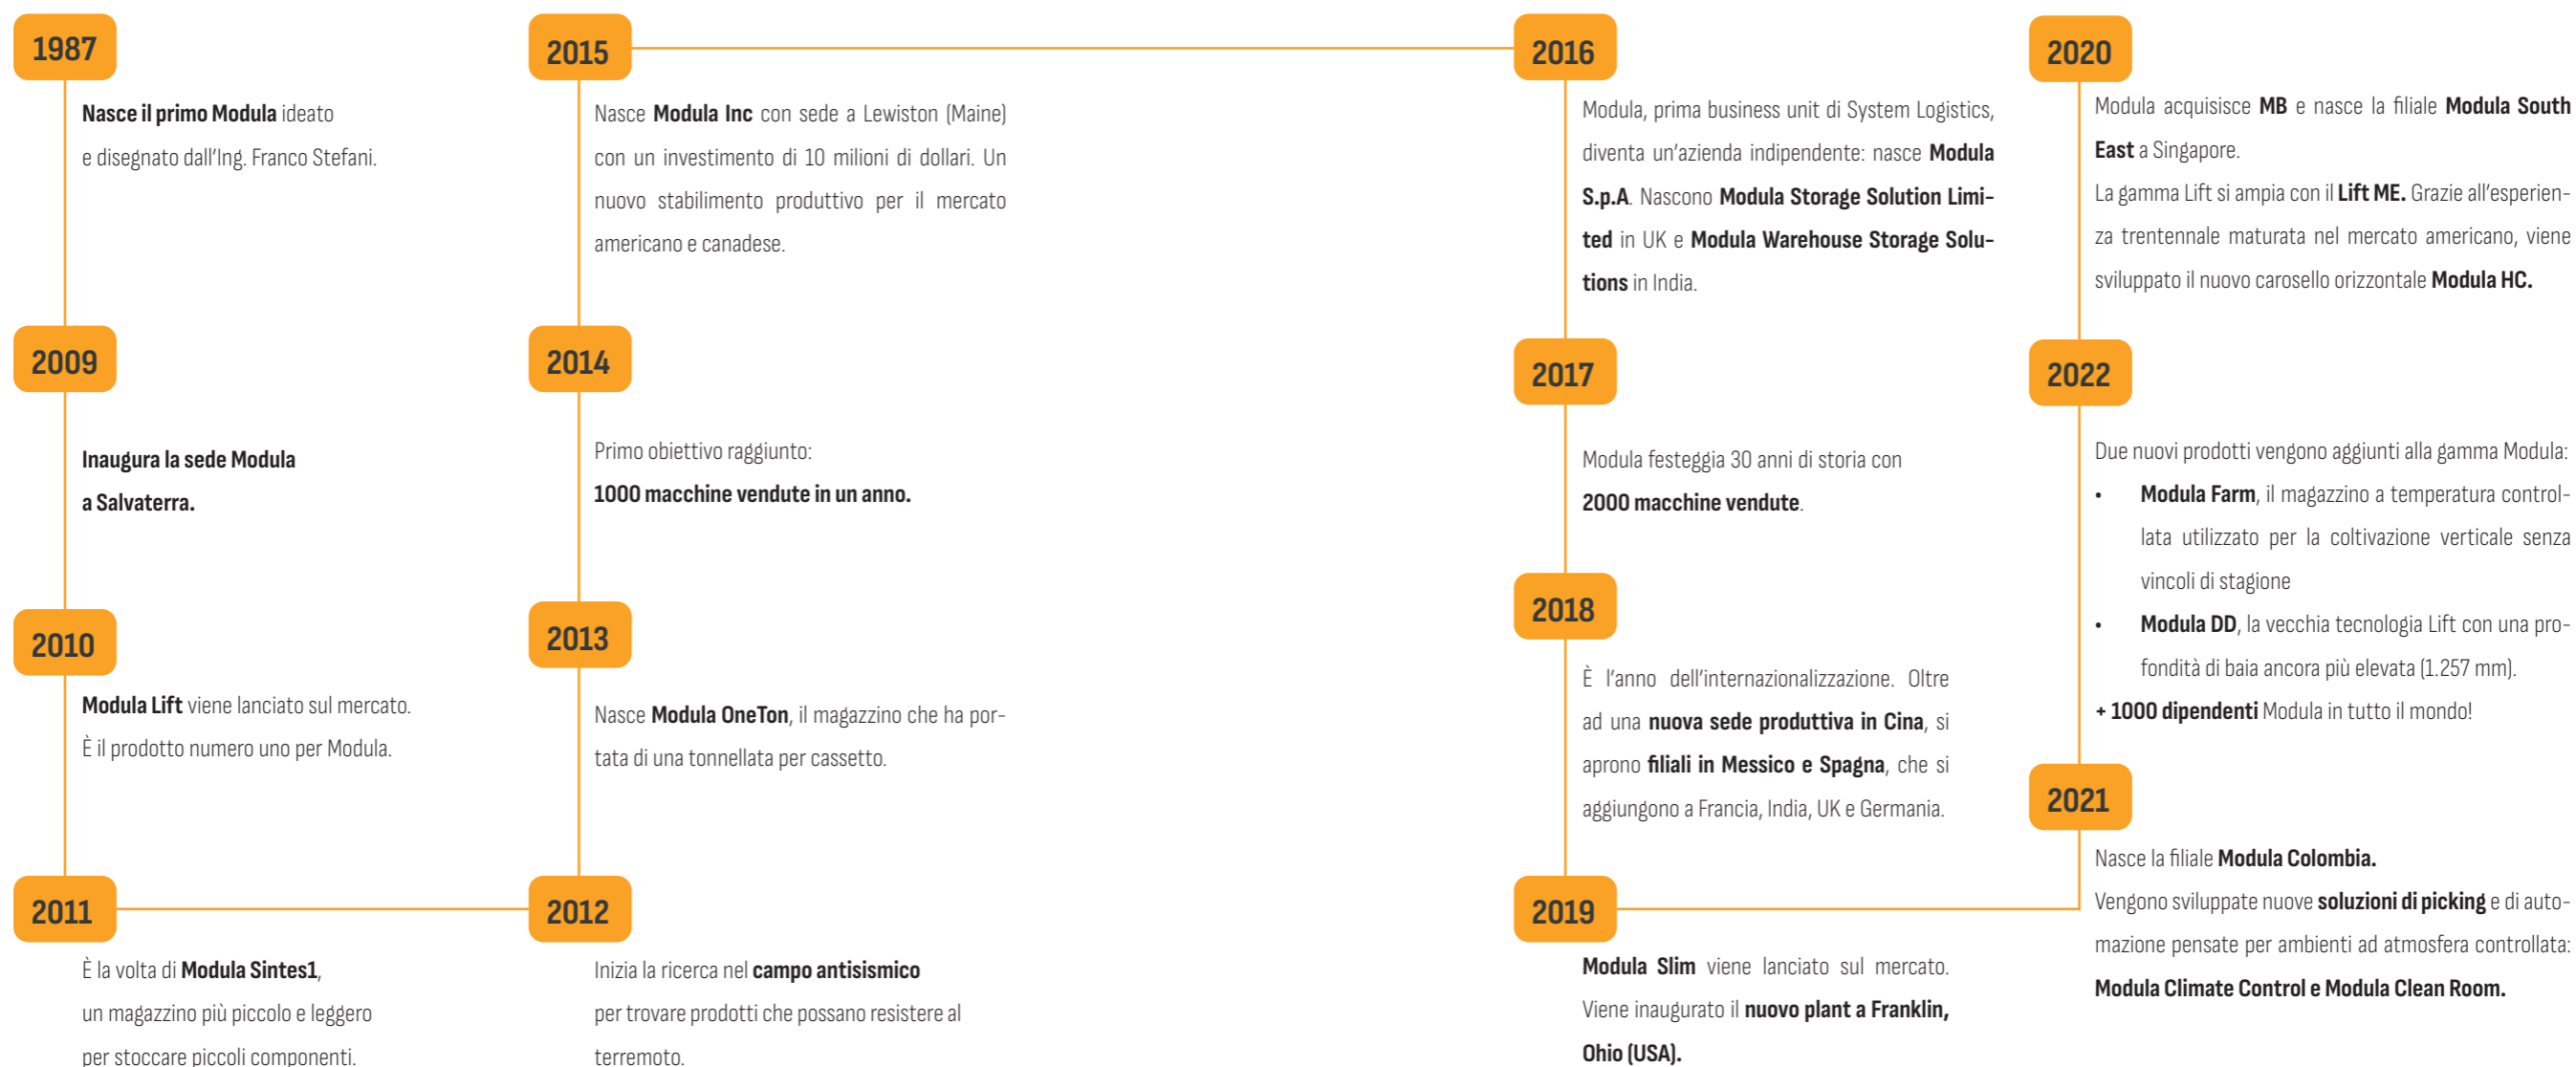 1987
Nasce il primo Modula ideato
e disegnato dall'Ing. Franco Stefani.
2009
Inaugura la sede Modula
a Salvaterra.
2010
Modula Lift viene lanciato sul mercato.
È il prodotto numero uno per Modula.
2011
È la volta di Modula Sintes1,
un magazzino più piccolo e leggero
per stoccare piccoli componenti.
2012
Inizia la ricerca nel campo antisismico
per trovare prodotti che possano resistere al
terremoto.
2013
Nasce Modula OneTon, il magazzino che ha por-
tata di una tonnellata per cassetto.
2014
Primo obiettivo raggiunto:
1000 macchine vendute in un anno.
2015
Nasce Modula Inc con sede a Lewiston (Maine)
con un investimento di 10 milioni di dollari. Un
nuovo stabilimento produttivo per il mercato
americano e canadese.
2016
Modula, prima business unit di System Logistics,
diventa un'azienda indipendente: nasce Modula
S.p.A. Nascono Modula Storage Solution Limi-
ted in UK e Modula Warehouse Storage Solu-
tions in India.
2017
Modula festeggia 30 anni di storia con
2000 macchine vendute.
2018
È l'anno dell'internazionalizzazione. Oltre
ad una nuova sede produttiva in Cina, si
aprono filiali in Messico e Spagna, che si
aggiungono a Francia, India, UK e Germania.
2019
Modula Slim viene lanciato sul mercato.
Viene inaugurato il nuovo plant a Franklin,
Ohio (USA).
2020
Modula acquisisce MB e nasce la filiale Modula South
East a Singapore.
La gamma Lift si ampia con il Lift ME. Grazie all'esperien-
za trentennale maturata nel mercato americano, viene
sviluppato il nuovo carosello orizzontale Modula HC.
2022
Due nuovi prodotti vengono aggiunti alla gamma Modula:
• Modula Farm, il magazzino a temperatura control-
lata utilizzato per la coltivazione verticale senza
vincoli di stagione
• Modula DD, la vecchia tecnologia Lift con una pro-
fondità di baia ancora più elevata (1.257 mm).
+ 1000 dipendenti Modula in tutto il mondo!
2021
Nasce la filiale Modula Colombia.
Vengono sviluppate nuove soluzioni di picking e di auto-
mazione pensate per ambienti ad atmosfera controllata:
Modula Climate Control e Modula Clean Room.